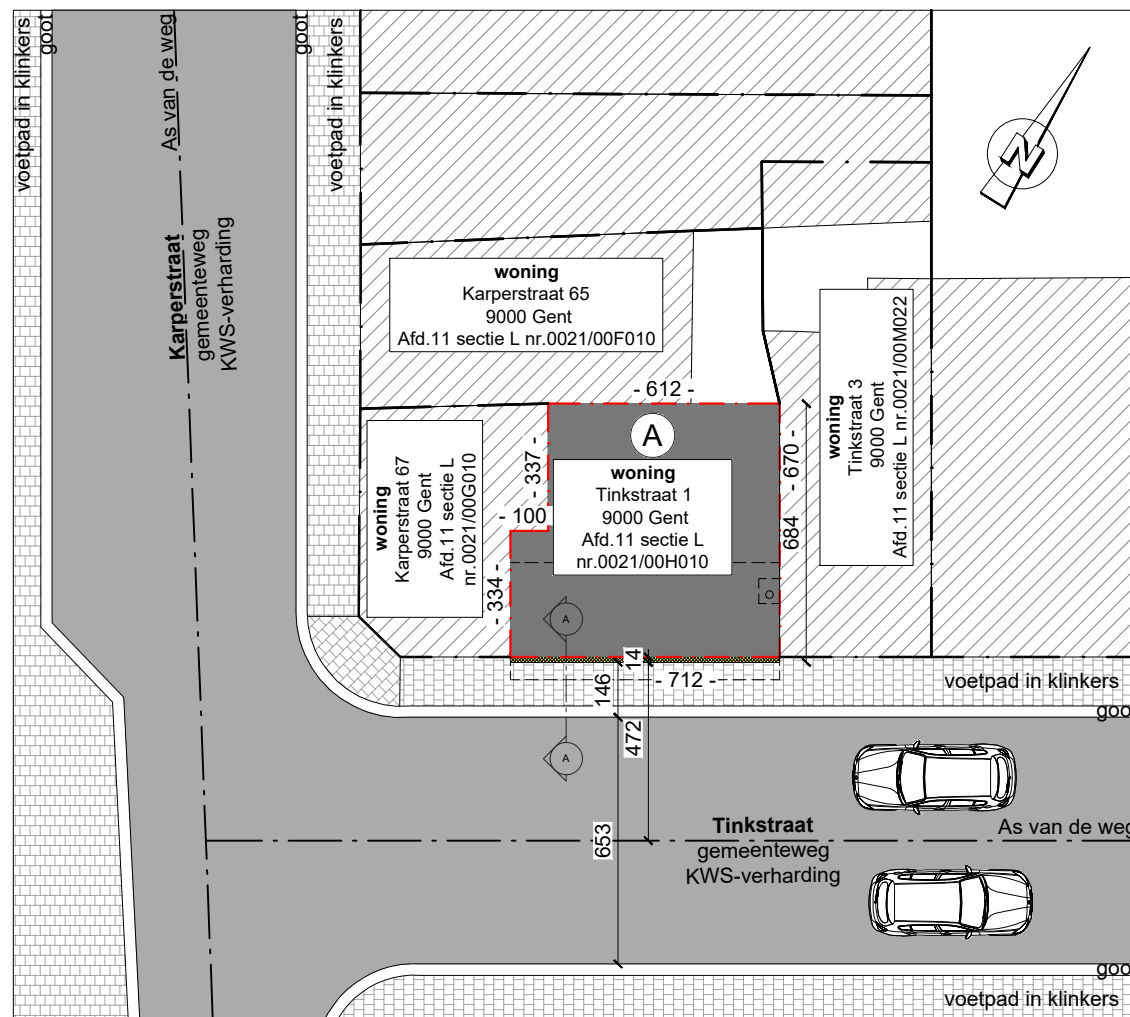 goot
goot
voetpad in klinkers
As van de weg
voetpad in klinkers
N
Karperstraat
gemeenteweg
KWS-verharding
woning
Karperstraat 65
9000 Gent
Afd.11 sectie L nr.0021/00F010
woning
Tinkstraat 3
9000 Gent
Afd.11 sectie L nr.0021/00M022
- 612 -
A
- 337 -
- 670 -
684
woning
Karperstraat 67
9000 Gent
Afd.11 sectie L
nr.0021/00G010
woning
Tinkstraat 1
9000 Gent
Afd.11 sectie L
nr.0021/00H010
- 100
- 334 -
A
14
146
- 712 -
voetpad in klinkers
goo
472
A
653
Tinkstraat
gemeenteweg
KWS-verharding
As van de weg
goo
voetpad in klinkers